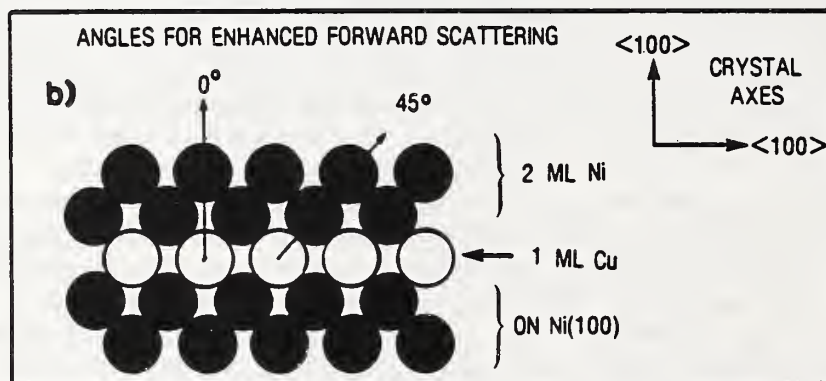 ANGLES FOR ENHANCED FORWARD SCATTERING
b)
0°
45°
<100>
CRYSTAL
AXES
<100>
2 ML Ni
1 ML Cu
ON Ni(100)